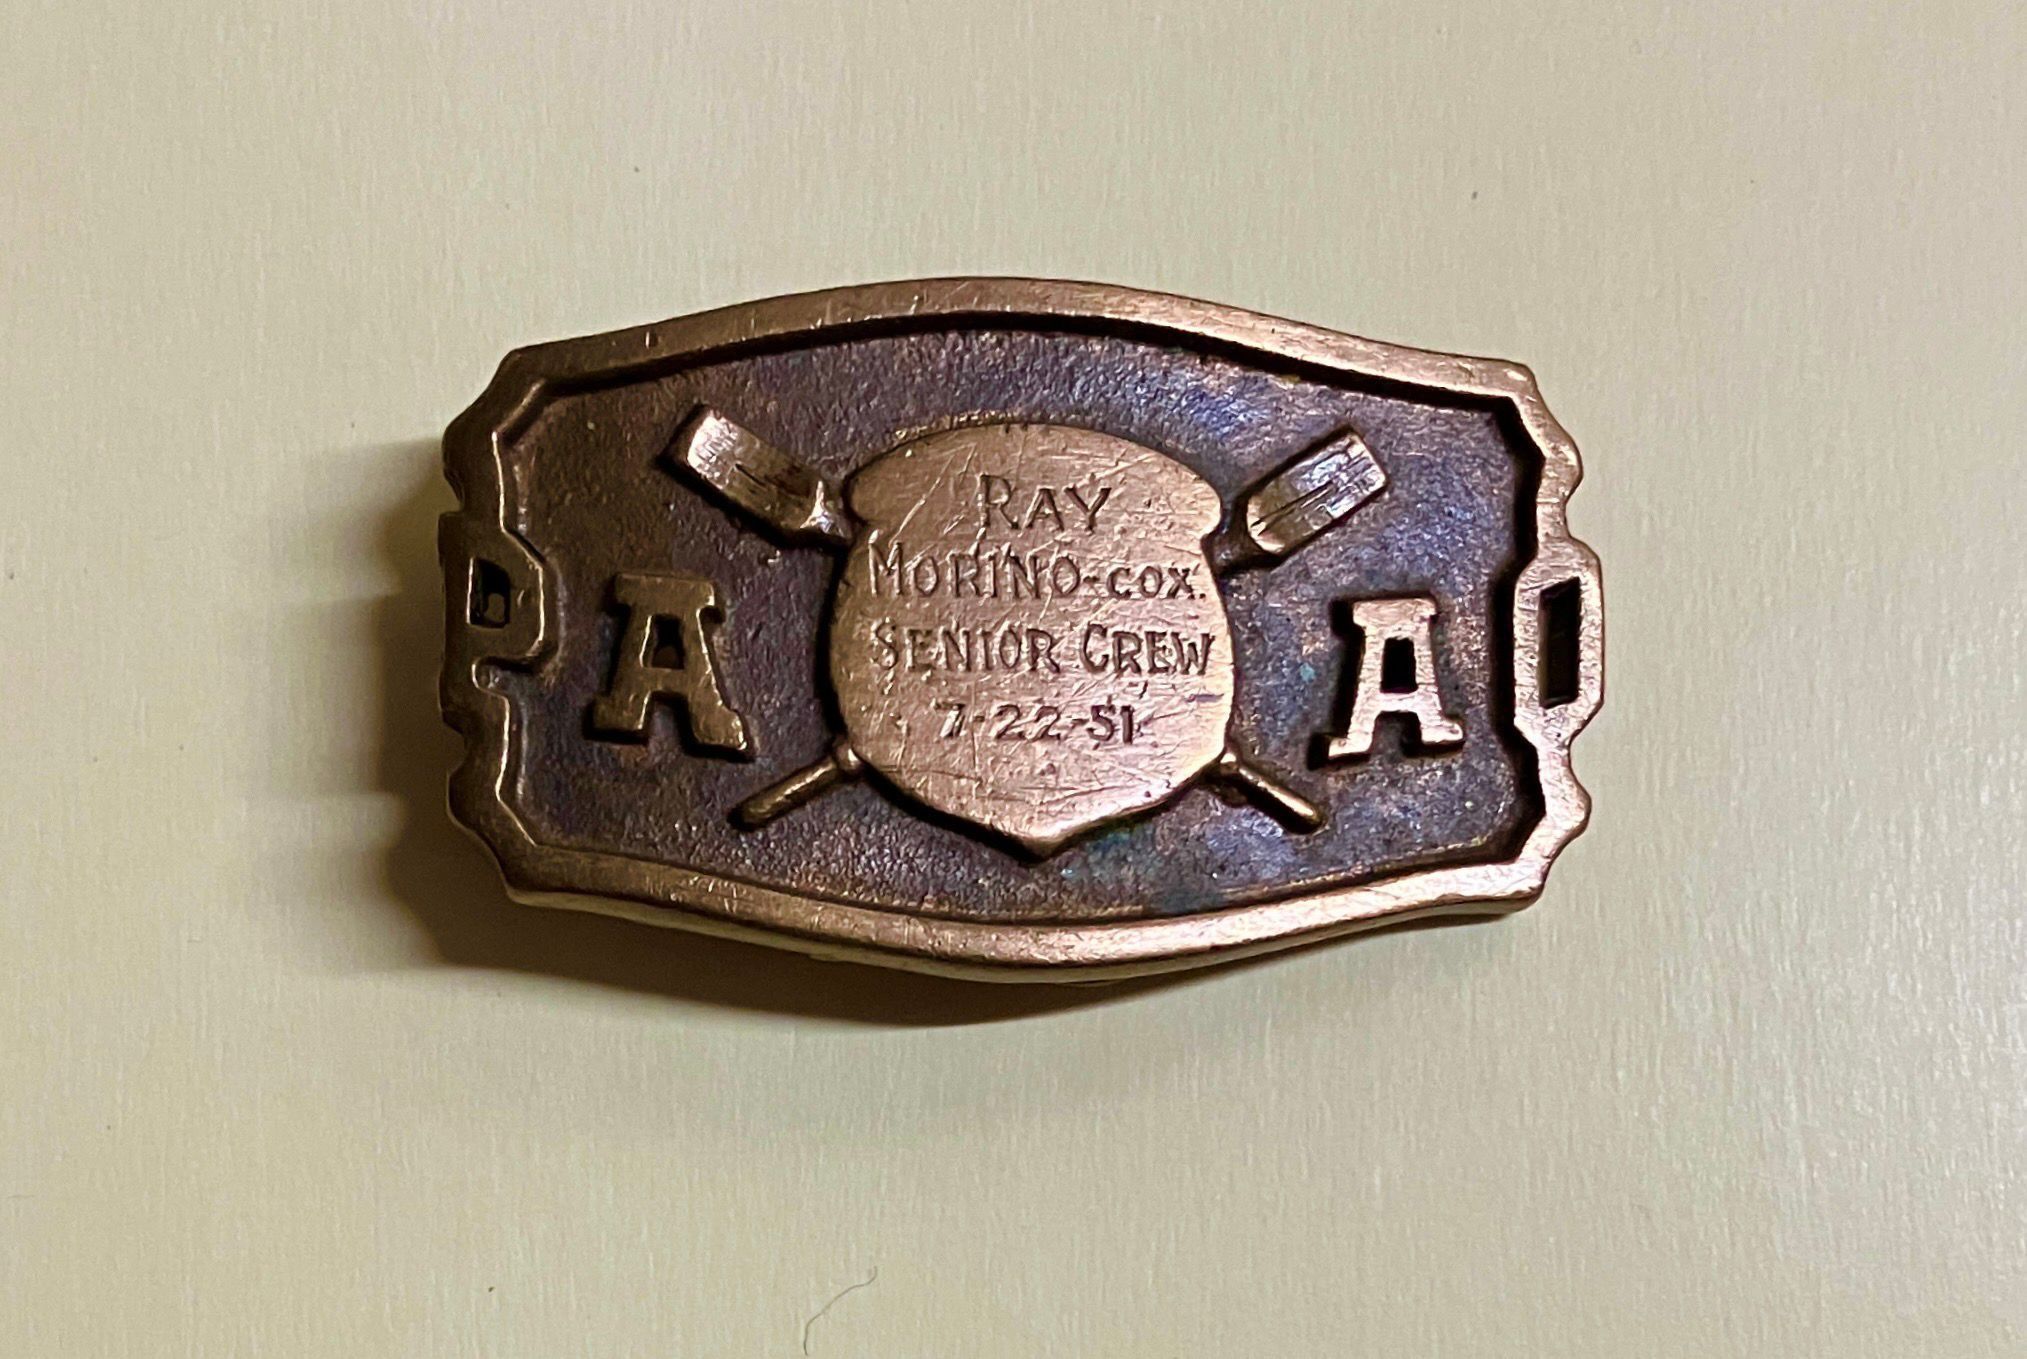 RAY
MORINO-COX.
SENIOR CREW
7-22-51
A A